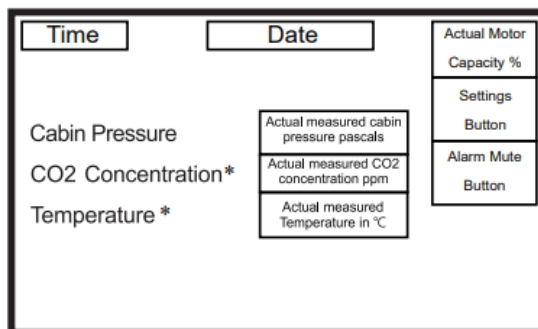 Time
Date
Actual Motor
Capacity %
Settings
Button
Alarm Mute
Button
Cabin Pressure
Actual measured cabin
pressure pascals
CO2 Concentration*
Actual measured CO2
concentration ppm
Temperature *
Actual measured
Temperature in ℃